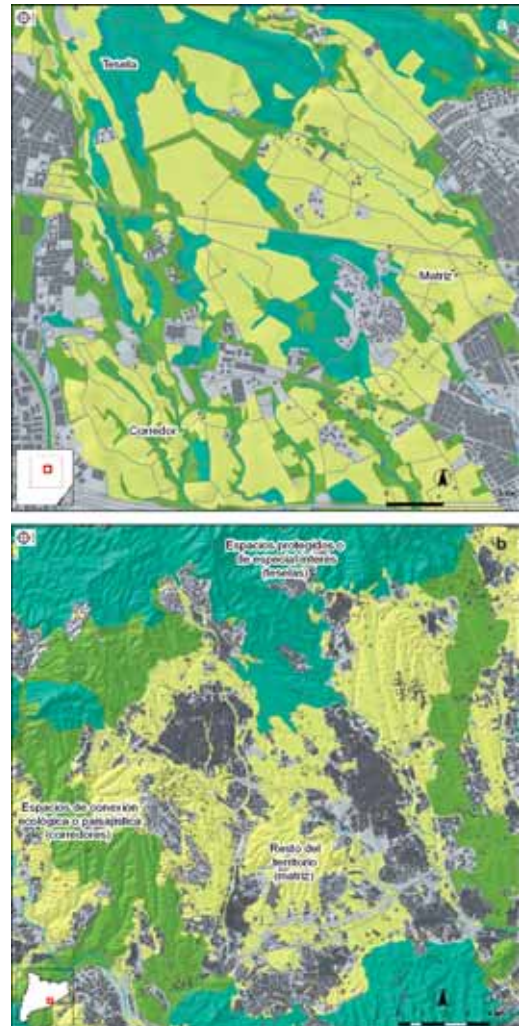 Tesela
Matriz
Corredor
Espacios protegidos o
de especial interés
(teselas)
b
Espacios de conexión
ecológica o paisajística
(corredores)
Resto del
territorio
(matriz)